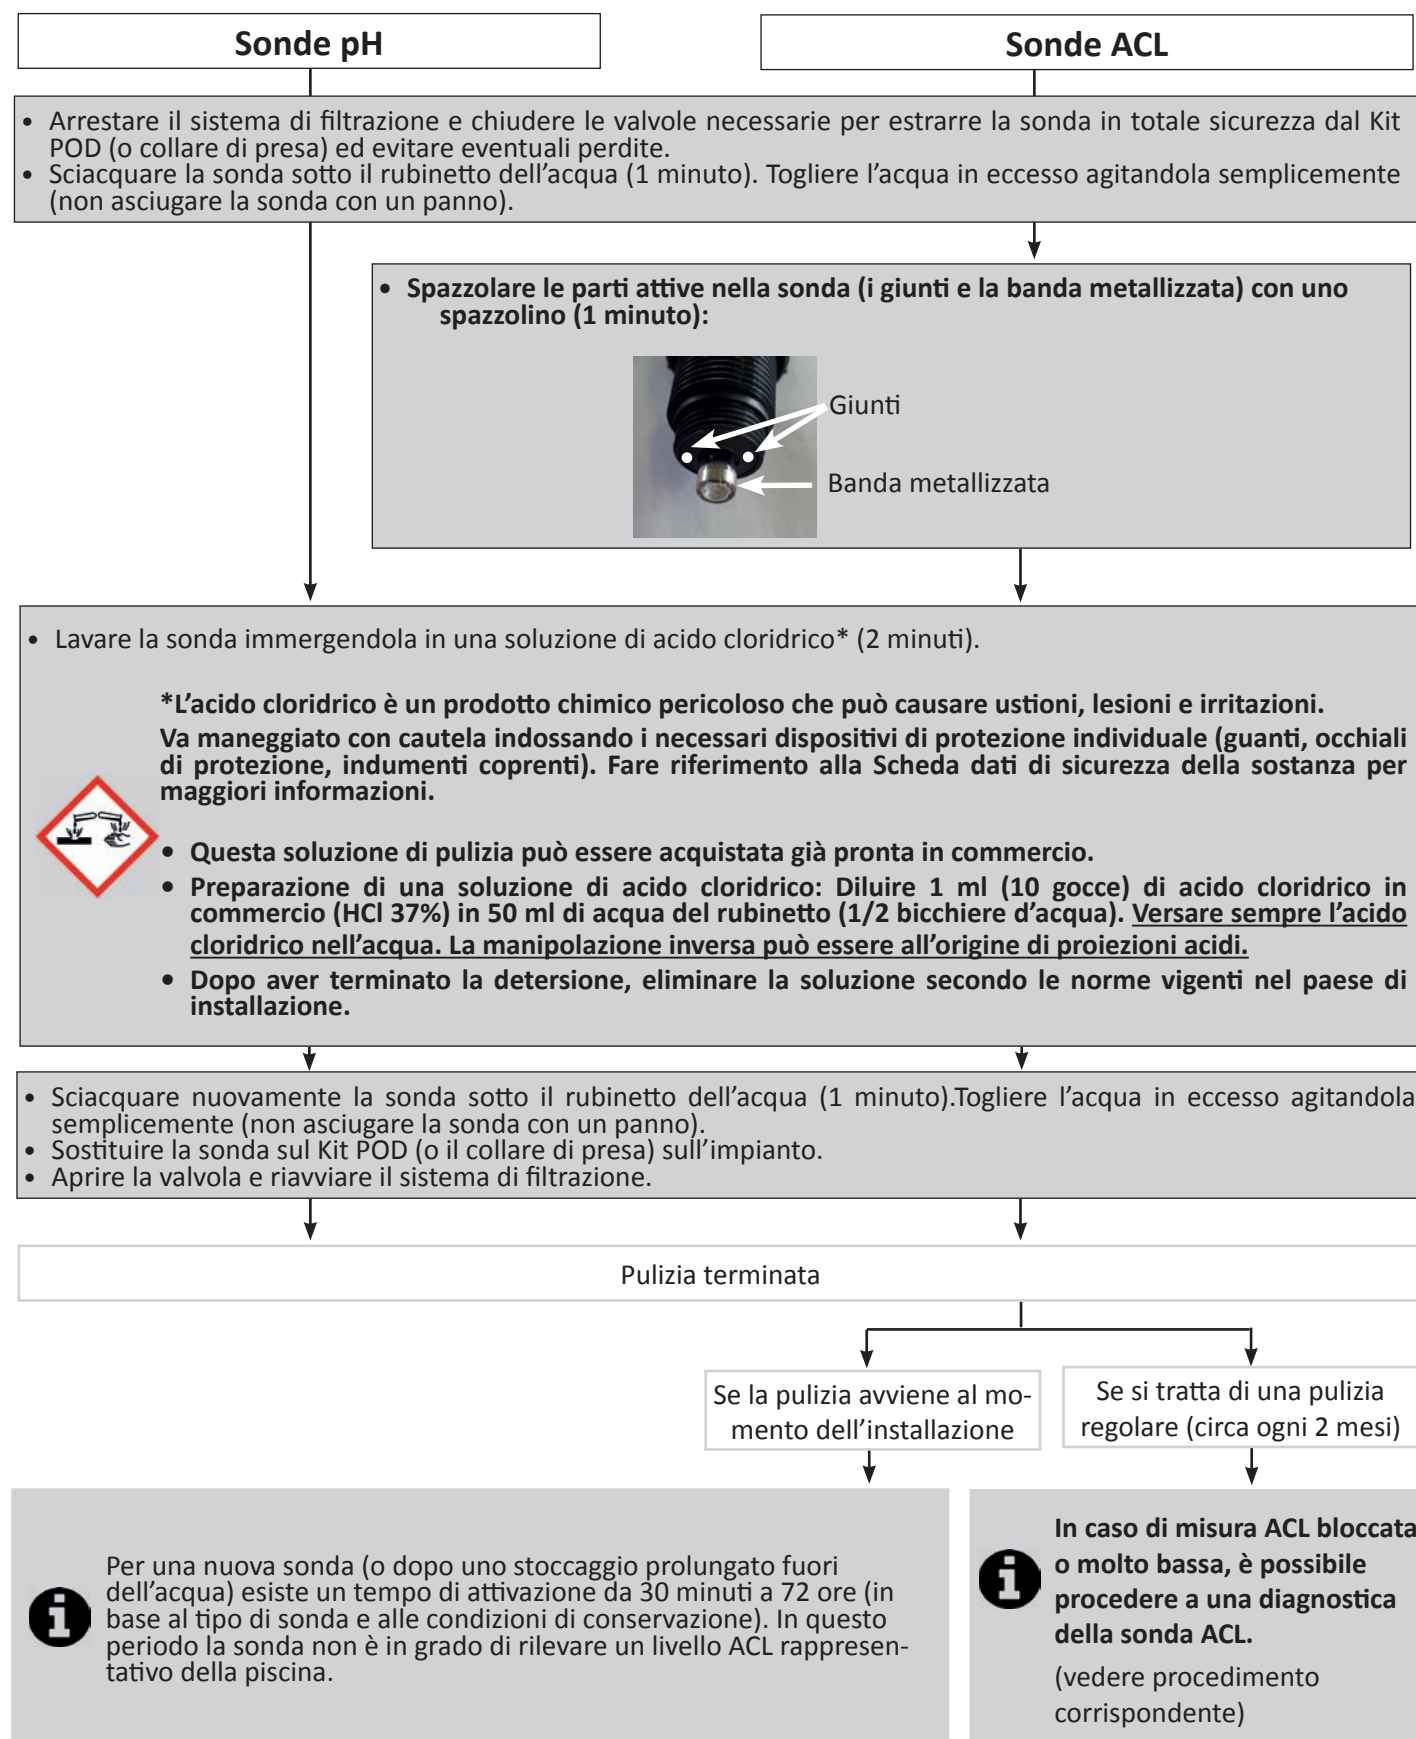 Sonde pH
Sonde ACL
• Arrestare il sistema di filtrazione e chiudere le valvole necessarie per estrarre la sonda in totale sicurezza dal Kit
POD (o collare di presa) ed evitare eventuali perdite.
• Sciacquare la sonda sotto il rubinetto dell’acqua (1 minuto). Togliere l’acqua in eccesso agitandola semplicemente
(non asciugare la sonda con un panno).
• Spazzolare le parti attive nella sonda (i giunti e la banda metallizzata) con uno
spazzolino (1 minuto):
Giunti
Banda metallizzata
• Lavare la sonda immergendola in una soluzione di acido cloridrico* (2 minuti).
*L’acido cloridrico è un prodotto chimico pericoloso che può causare ustioni, lesioni e irritazioni.
Va maneggiato con cautela indossando i necessari dispositivi di protezione individuale (guanti, occhiali
di protezione, indumenti coprenti). Fare riferimento alla Scheda dati di sicurezza della sostanza per
maggiori informazioni.
• Questa soluzione di pulizia può essere acquistata già pronta in commercio.
• Preparazione di una soluzione di acido cloridrico: Diluire 1 ml (10 gocce) di acido cloridrico in
commercio (HCl 37%) in 50 ml di acqua del rubinetto (1/2 bicchiere d’acqua). Versare sempre l’acido
cloridrico nell’acqua. La manipolazione inversa può essere all’origine di proiezioni acidi.
• Dopo aver terminato la detersione, eliminare la soluzione secondo le norme vigenti nel paese di
installazione.
• Sciacquare nuovamente la sonda sotto il rubinetto dell’acqua (1 minuto).Togliere l’acqua in eccesso agitandola
semplicemente (non asciugare la sonda con un panno).
• Sostituire la sonda sul Kit POD (o il collare di presa) sull’impianto.
• Aprire la valvola e riavviare il sistema di filtrazione.
Pulizia terminata
Se la pulizia avviene al mo-
mento dell’installazione
Se si tratta di una pulizia
regolare (circa ogni 2 mesi)
Per una nuova sonda (o dopo uno stoccaggio prolungato fuori
dell’acqua) esiste un tempo di attivazione da 30 minuti a 72 ore (in
base al tipo di sonda e alle condizioni di conservazione). In questo
periodo la sonda non è in grado di rilevare un livello ACL rappresen-
tativo della piscina.
In caso di misura ACL bloccata
o molto bassa, è possibile
procedere a una diagnostica
della sonda ACL.
(vedere procedimento
corrispondente)